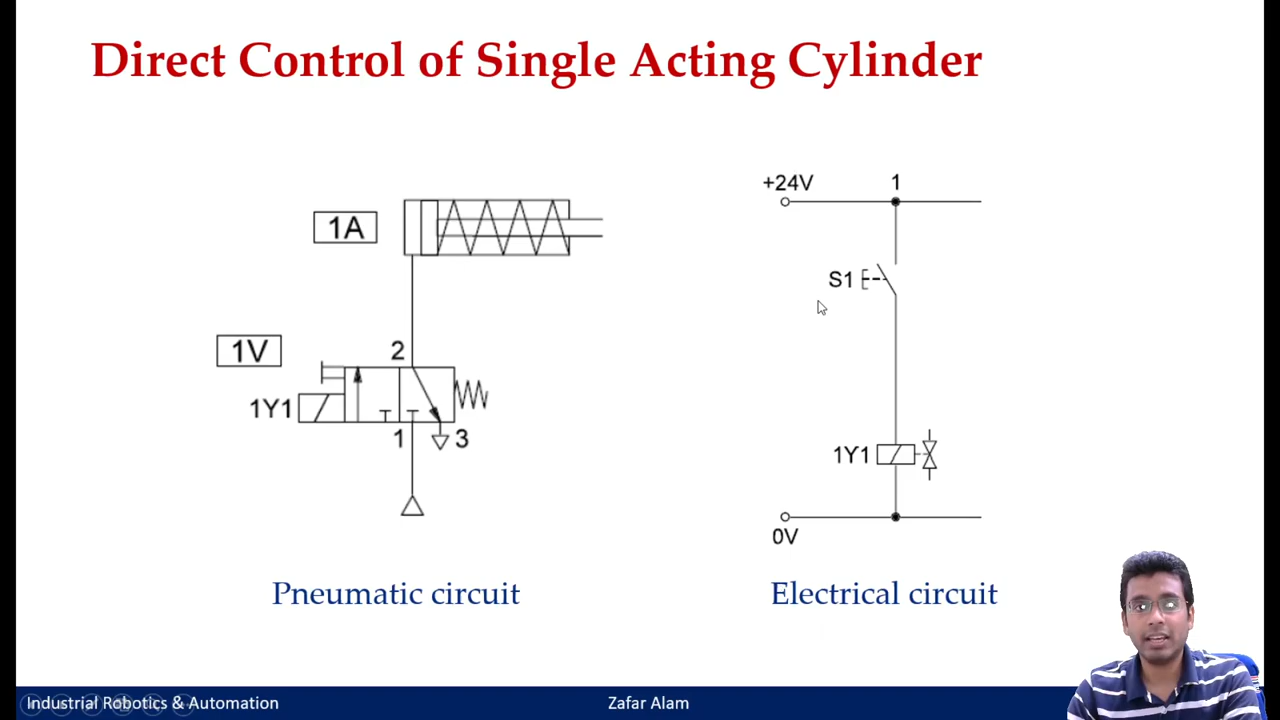 Direct Control of Single Acting Cylinder
1A
1V
2
1Y1
1
3
+24V
1
S1
1Y1
0V
Pneumatic circuit
Electrical circuit
Industrial Robotics & Automation
Zafar Alam